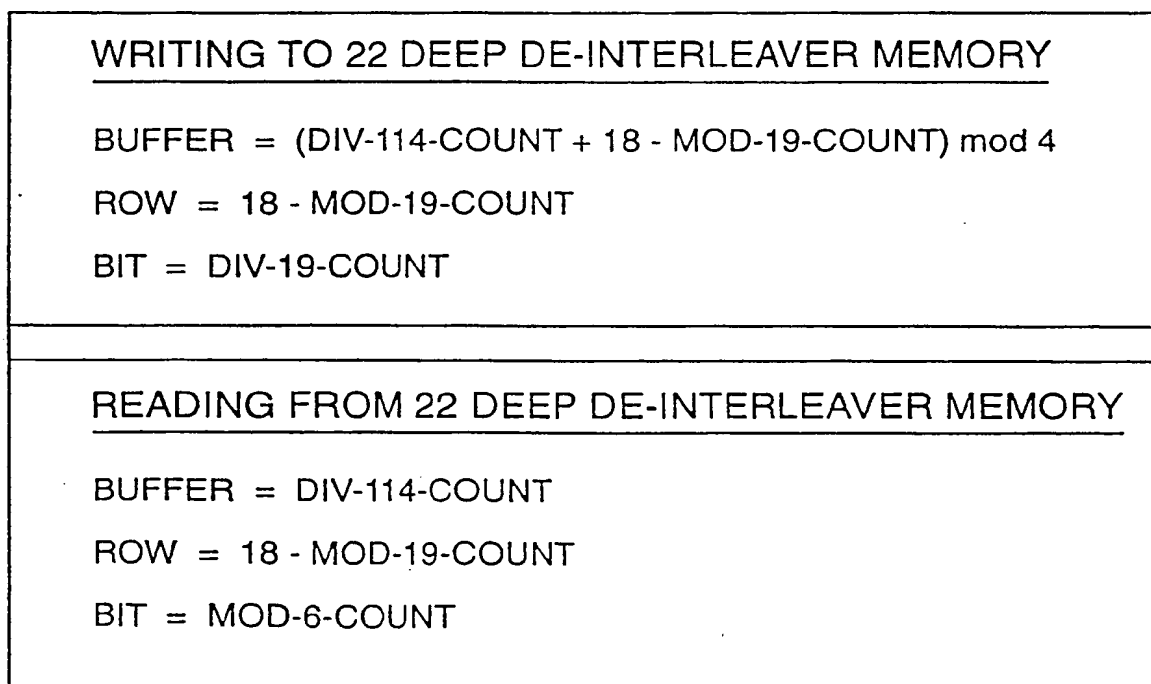 WRITING TO 22 DEEP DE-INTERLEAVER MEMORY
BUFFER = (DIV-114-COUNT + 18 - MOD-19-COUNT) mod 4
ROW = 18 - MOD-19-COUNT
BIT = DIV-19-COUNT
READING FROM 22 DEEP DE-INTERLEAVER MEMORY
BUFFER = DIV-114-COUNT
ROW = 18 - MOD-19-COUNT
BIT = MOD-6-COUNT